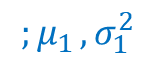 ; μ₁ , σ₁²